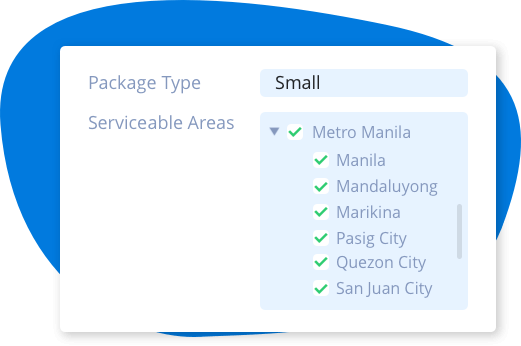 Package Type
Small
Serviceable Areas
Metro Manila
Manila
Mandaluyong
Marikina
Pasig City
Quezon City
San Juan City